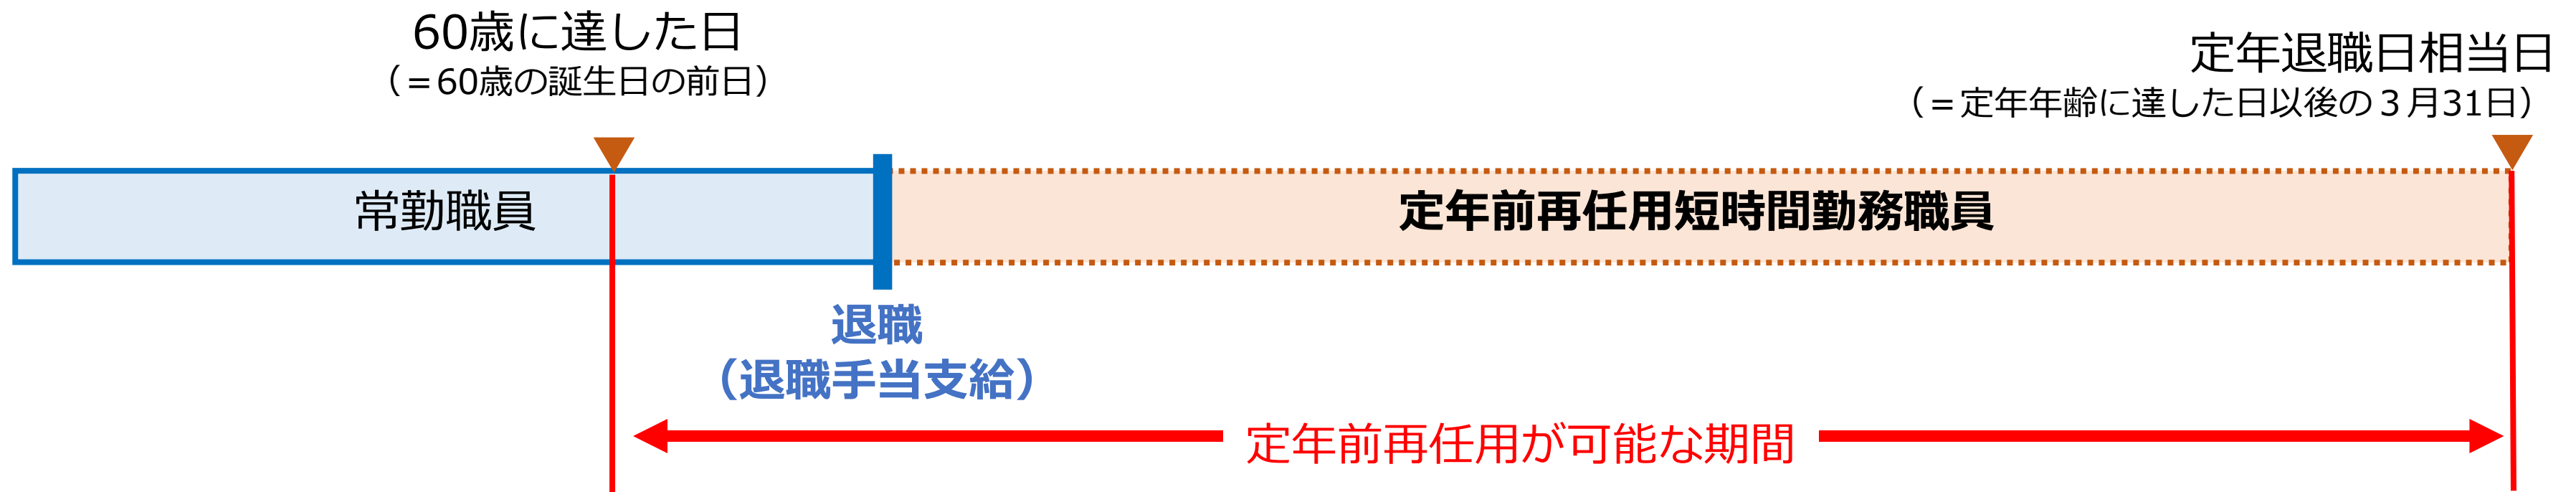 60歳に達した日
（＝60歳の誕生日の前日）
定年退職日相当日
（＝定年年齢に達した日以後の３月31日）
常勤職員
定年前再任用短時間勤務職員
退職
（退職手当支給）
定年前再任用が可能な期間